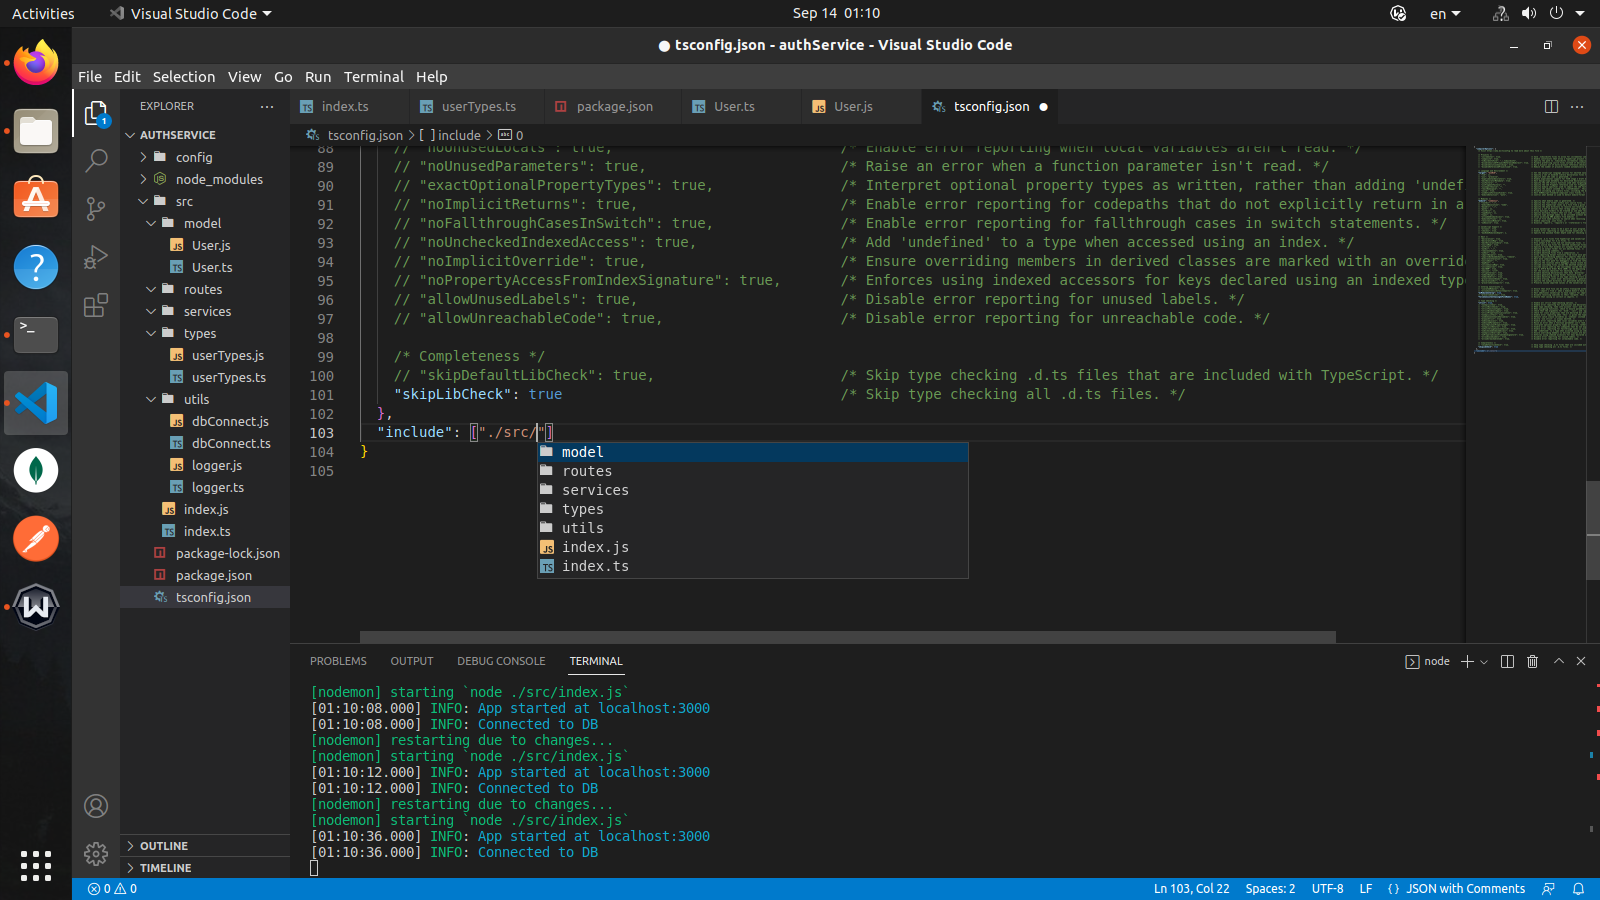 Activities
Visual Studio Code
Sep 14 01:10
en
tsconfig.json - authService - Visual Studio Code
File Edit Selection View Go Run Terminal Help
EXPLORER
index.ts
userTypes.ts
package.json
User.ts
User.js
tsconfig.json
tsconfig.json > [ ] include > abc 0
AUTHSERVICE
config
node_modules
src
model
User.js
User.ts
routes
services
types
userTypes.js
userTypes.ts
utils
dbConnect.js
dbConnect.ts
logger.js
logger.ts
index.js
index.ts
package-lock.json
package.json
tsconfig.json
OUTLINE
TIMELINE
88 // "noUnusedLocals": true, /* Enable error reporting when local variables aren't read. */
89 // "noUnusedParameters": true, /* Raise an error when a function parameter isn't read. */
90 // "exactOptionalPropertyTypes": true, /* Interpret optional property types as written, rather than adding 'undef
91 // "noImplicitReturns": true, /* Enable error reporting for codepaths that do not explicitly return in a
92 // "noFallthroughCasesInSwitch": true, /* Enable error reporting for fallthrough cases in switch statements. */
93 // "noUncheckedIndexedAccess": true, /* Add 'undefined' to a type when accessed using an index. */
94 // "noImplicitOverride": true, /* Ensure overriding members in derived classes are marked with an overrid
95 // "noPropertyAccessFromIndexSignature": true, /* Enforces using indexed accessors for keys declared using an indexed typ
96 // "allowUnusedLabels": true, /* Disable error reporting for unused labels. */
97 // "allowUnreachableCode": true, /* Disable error reporting for unreachable code. */
98
99 /* Completeness */
100 // "skipDefaultLibCheck": true, /* Skip type checking .d.ts files that are included with TypeScript. */
101 "skipLibCheck": true /* Skip type checking all .d.ts files. */
102 },
103 "include": ["./src/"]
104 }
105
model
routes
services
types
utils
index.js
index.ts
PROBLEMS OUTPUT DEBUG CONSOLE TERMINAL
node
[nodemon] starting `node ./src/index.js`
[01:10:08.000] INFO: App started at localhost:3000
[01:10:08.000] INFO: Connected to DB
[nodemon] restarting due to changes...
[nodemon] starting `node ./src/index.js`
[01:10:12.000] INFO: App started at localhost:3000
[01:10:12.000] INFO: Connected to DB
[nodemon] restarting due to changes...
[nodemon] starting `node ./src/index.js`
[01:10:36.000] INFO: App started at localhost:3000
[01:10:36.000] INFO: Connected to DB
0 0
Ln 103, Col 22 Spaces: 2 UTF-8 LF {} JSON with Comments